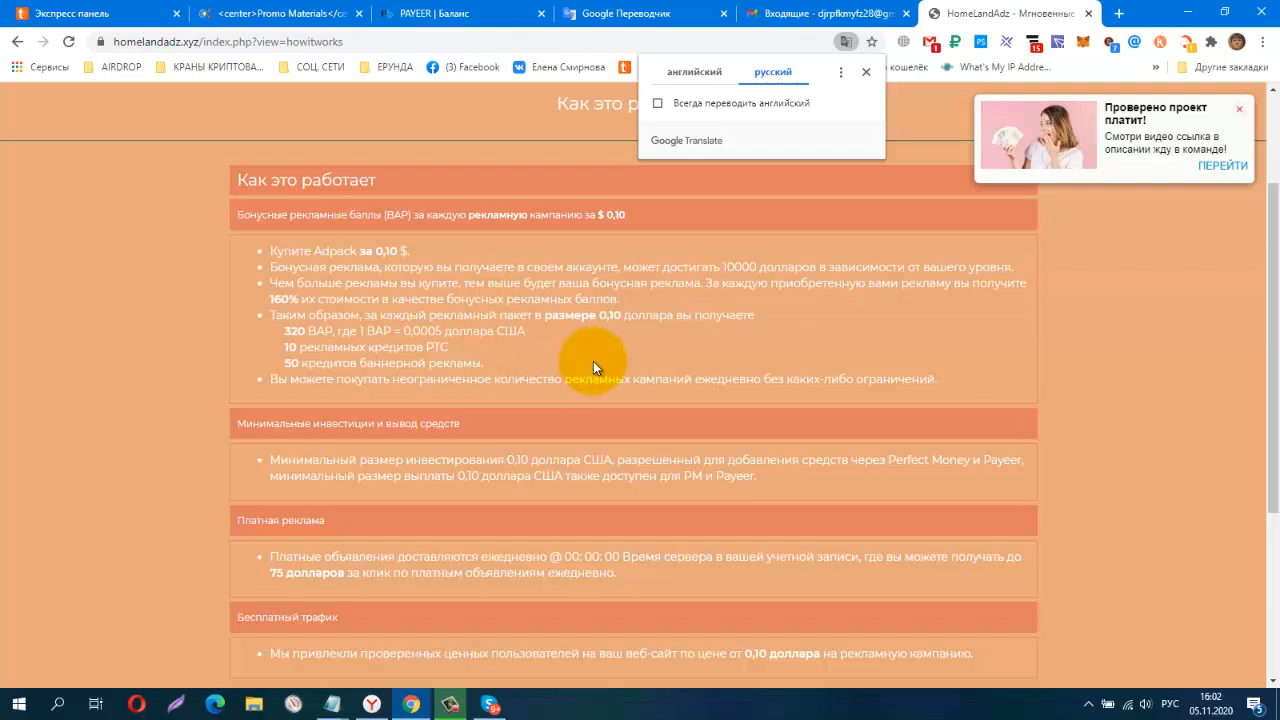 Экспресс панель
<center>Promo Materials</ce
PAYEER | Баланс
Google Переводчик
Входящие - djrpfkmyfz28@gm
HomeLandAdz - Мгновенные
homelandadz.xyz/index.php?view=howitworks
Сервисы
AIRDROP
КРАНЫ КРИПТОВА...
СОЦ. СЕТИ
ЕРУНДА
(3) Facebook
Елена Смирнова
кошелёк
What's My IP Addre...
»
Другие закладки
английский
русский
Всегда переводить английский
Google Translate
Проверено проект
платит!
Смотри видео ссылка в
описании жду в команде!
ПЕРЕЙТИ
Как это р
Как это работает
Бонусные рекламные баллы (BAP) за каждую рекламную кампанию за $ 0,10
Купите Adpack за 0,10 $.
Бонусная реклама, которую вы получаете в своем аккаунте, может достигать 10000 долларов в зависимости от вашего уровня.
Чем больше рекламы вы купите, тем выше будет ваша бонусная реклама. За каждую приобретенную вами рекламу вы получите
160% их стоимости в качестве бонусных рекламных баллов.
Таким образом, за каждый рекламный пакет в размере 0,10 доллара вы получаете
320 BAP, где 1 BAP = 0,0005 доллара США
10 рекламных кредитов PTC
50 кредитов баннерной рекламы.
Вы можете покупать неограниченное количество рекламных кампаний ежедневно без каких-либо ограничений.
Минимальные инвестиции и вывод средств
Минимальный размер инвестирования 0,10 доллара США, разрешенный для добавления средств через Perfect Money и Payeer,
минимальный размер выплаты 0,10 доллара США также доступен для PM и Payeer.
Платная реклама
Платные объявления доставляются ежедневно @ 00: 00: 00 Время сервера в вашей учетной записи, где вы можете получать до
75 долларов за клик по платным объявлениям ежедневно.
Бесплатный трафик
Мы привлекли проверенных ценных пользователей на ваш веб-сайт по цене от 0,10 доллара на рекламную кампанию.
РУС
16:02
05.11.2020